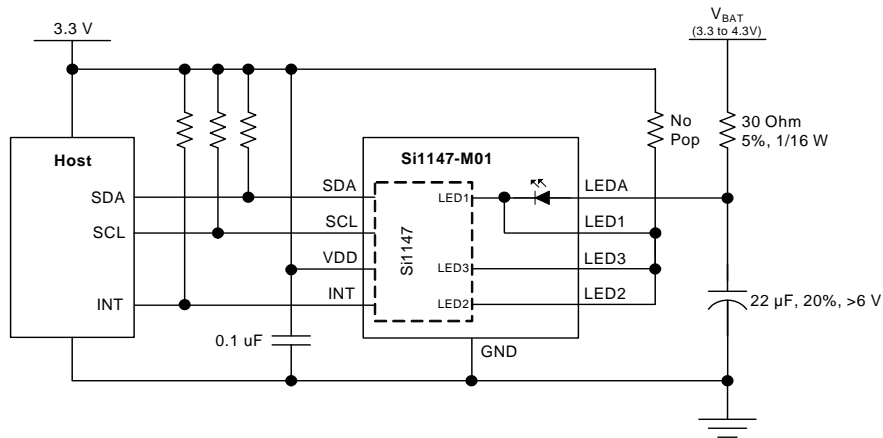 3.3 V
VBAT
(3.3 to 4.3V)
No
Pop
30 Ohm
5%, 1/16 W
Host
Si1147-M01
SDA
SDA
LED1
LEDA
SCL
SCL
LED1
Si1147
VDD
LED3
LED3
INT
INT
LED2
LED2
22 µF, 20%, >6 V
0.1 uF
GND